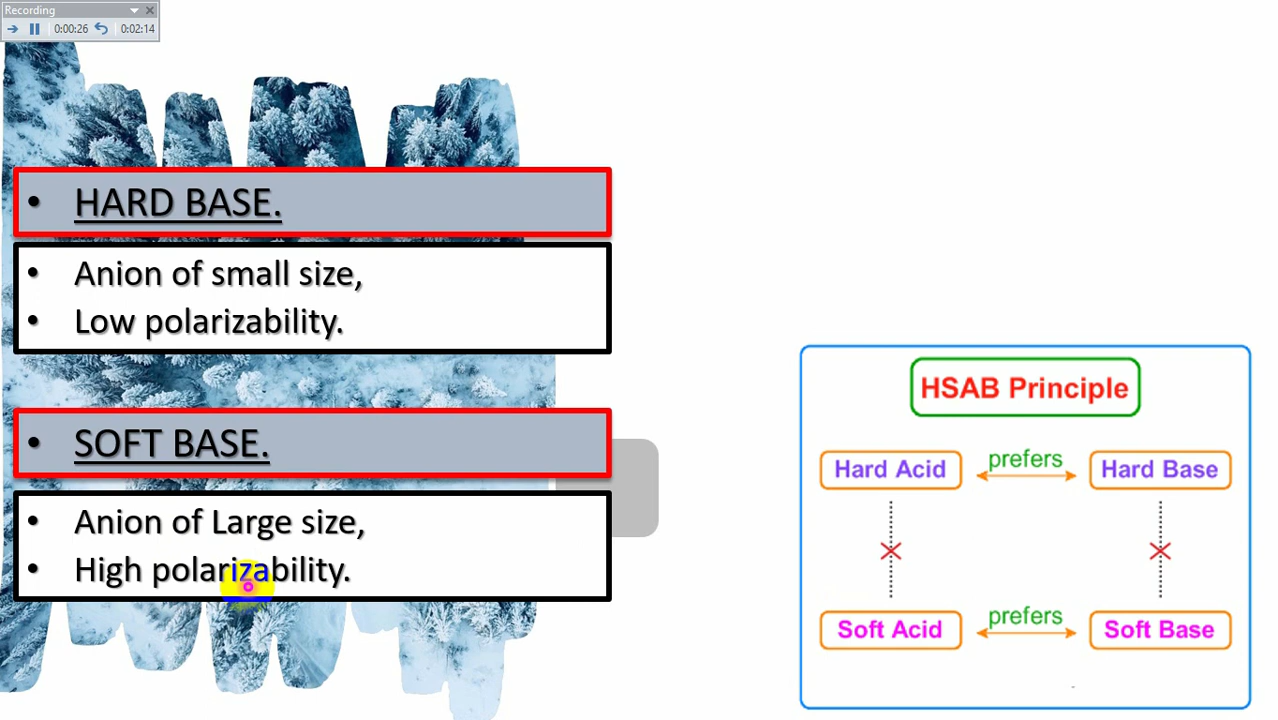 Recording
0:00:26 0:02:14
• HARD BASE.
• Anion of small size,
• Low polarizability.
• SOFT BASE.
• Anion of Large size,
• High polarizability.
HSAB Principle
Hard Acid prefers Hard Base
Soft Acid prefers Soft Base